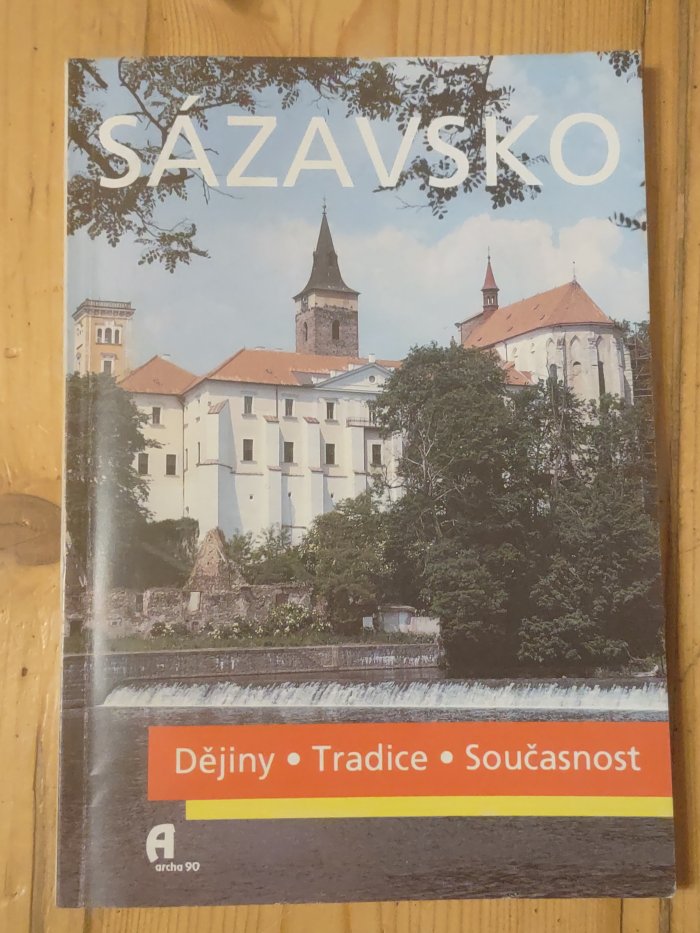 SÁZAVSKO
Dějiny • Tradice • Současnost
A
archa 90